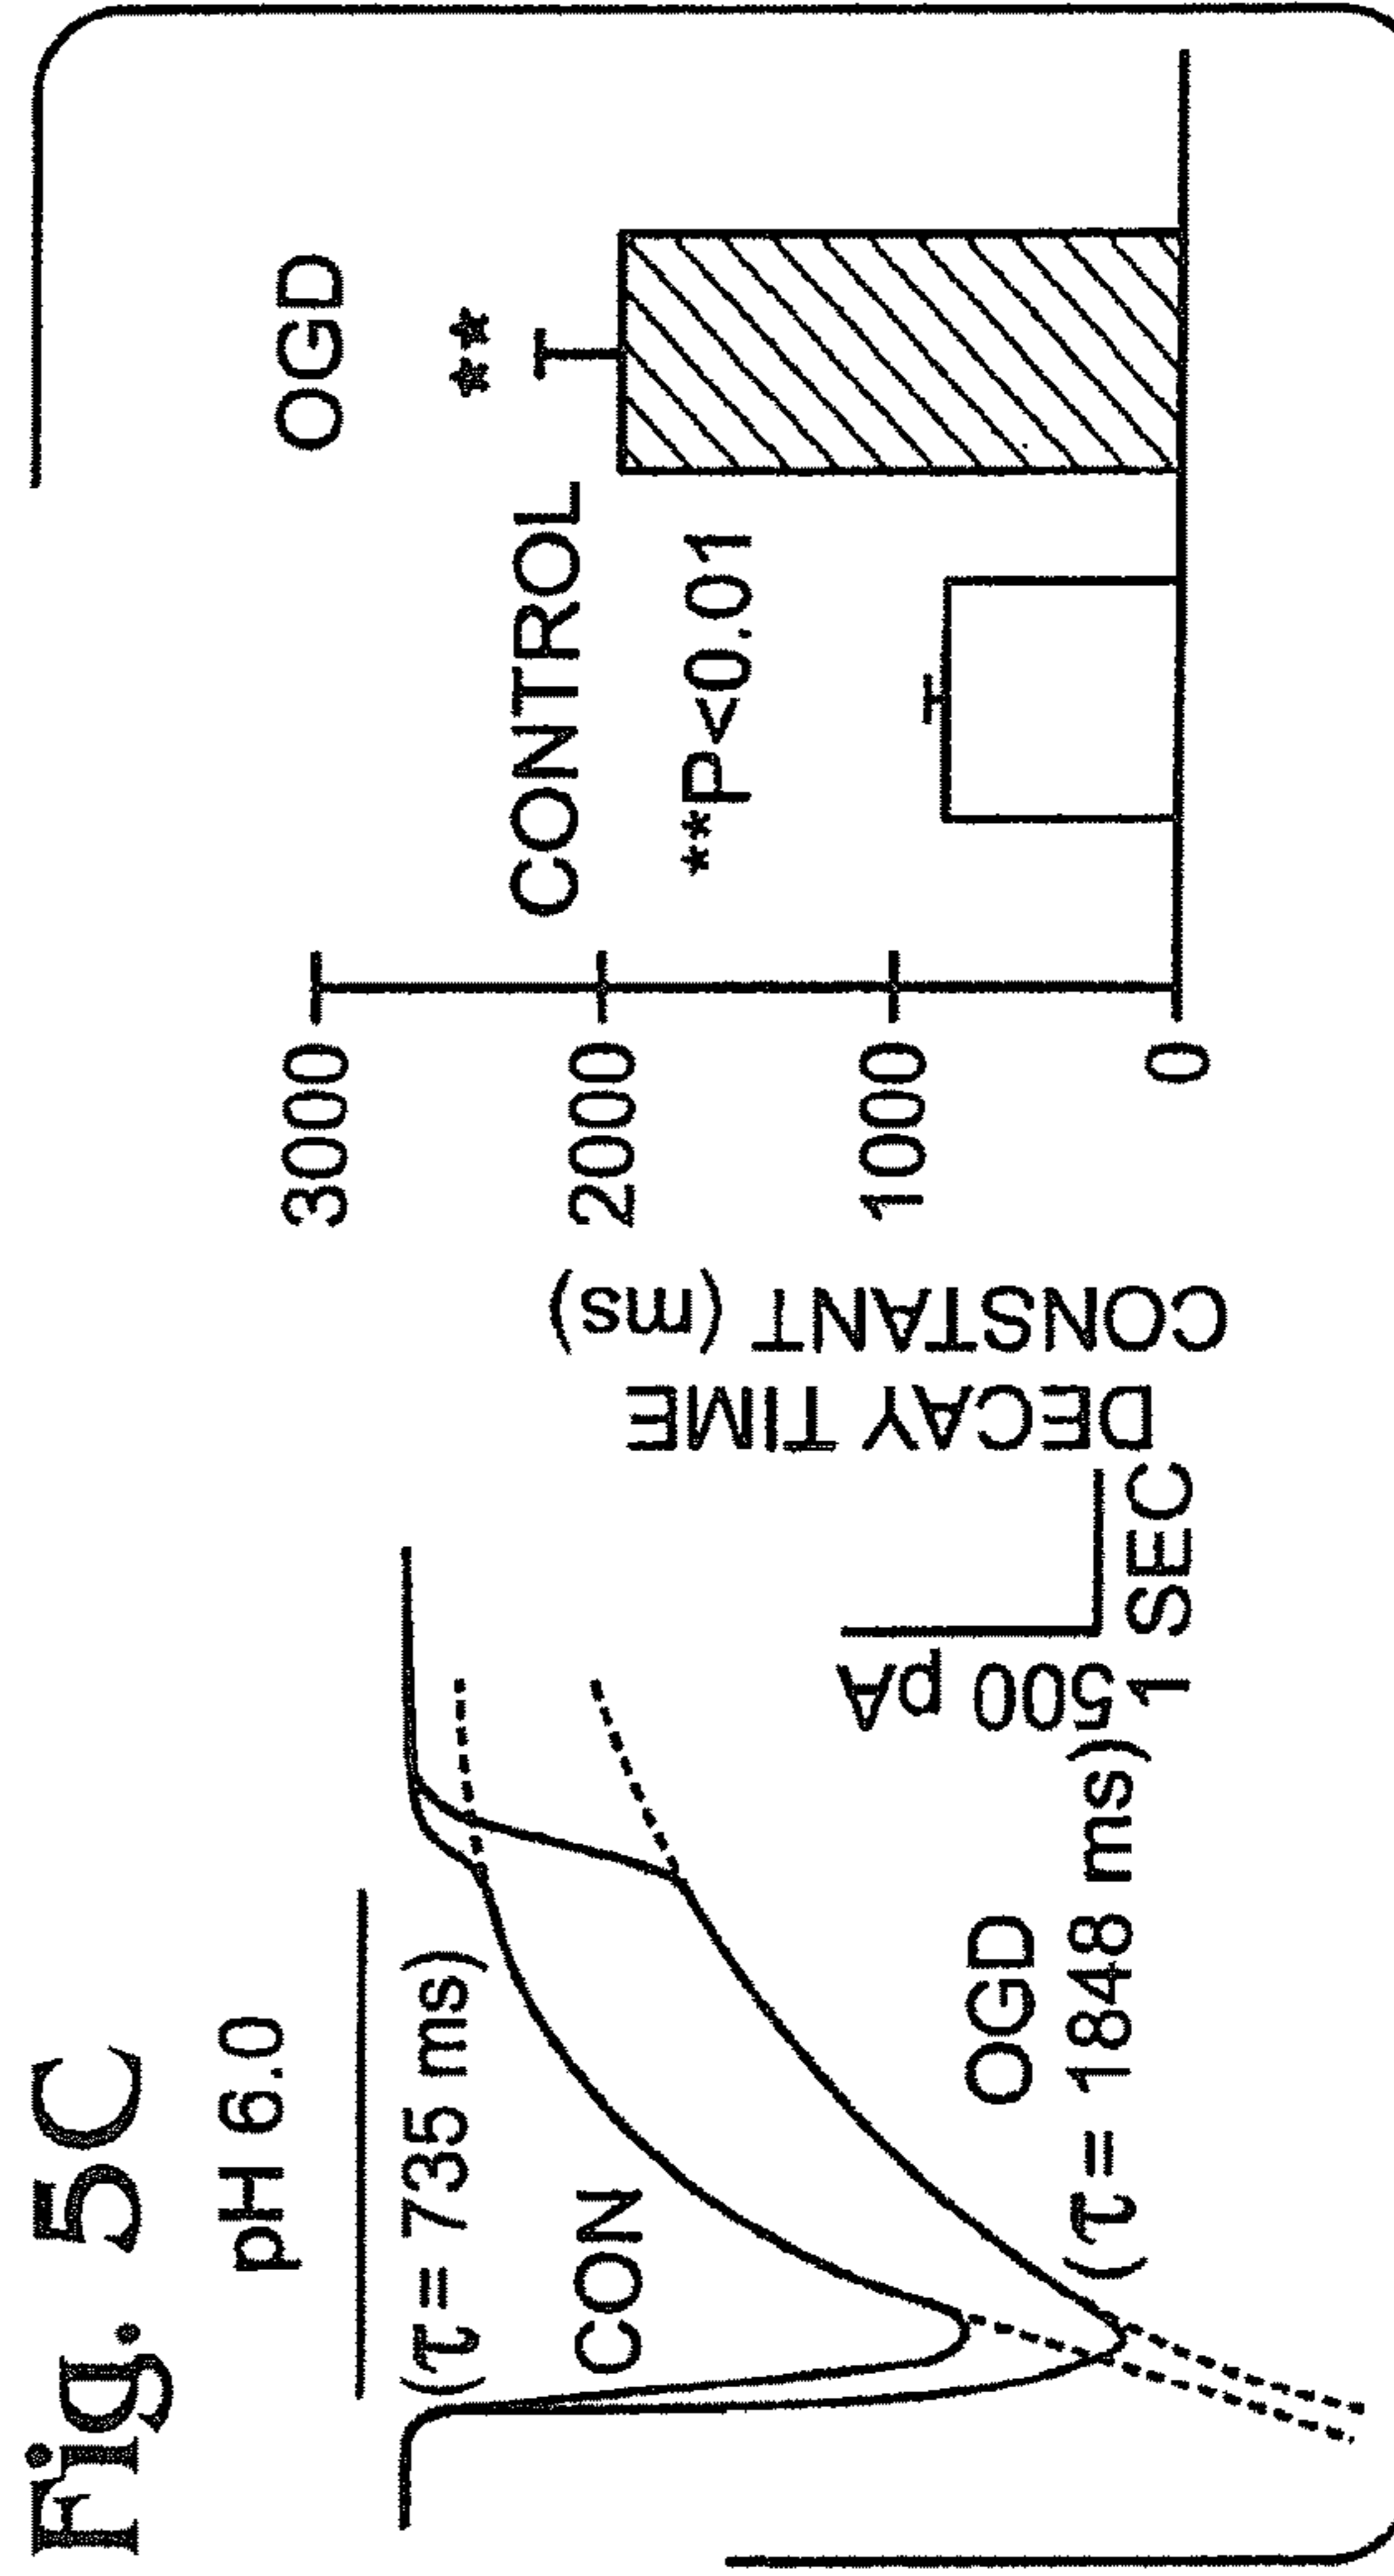 Fig. 5C
pH 6.0
(τ = 735 ms)
CON
OGD
(τ = 1848 ms)
500 pA
1 SEC
DECAY TIME
CONSTANT (ms)
3000
2000
1000
0
CONTROL
**P<0.01
OGD
**